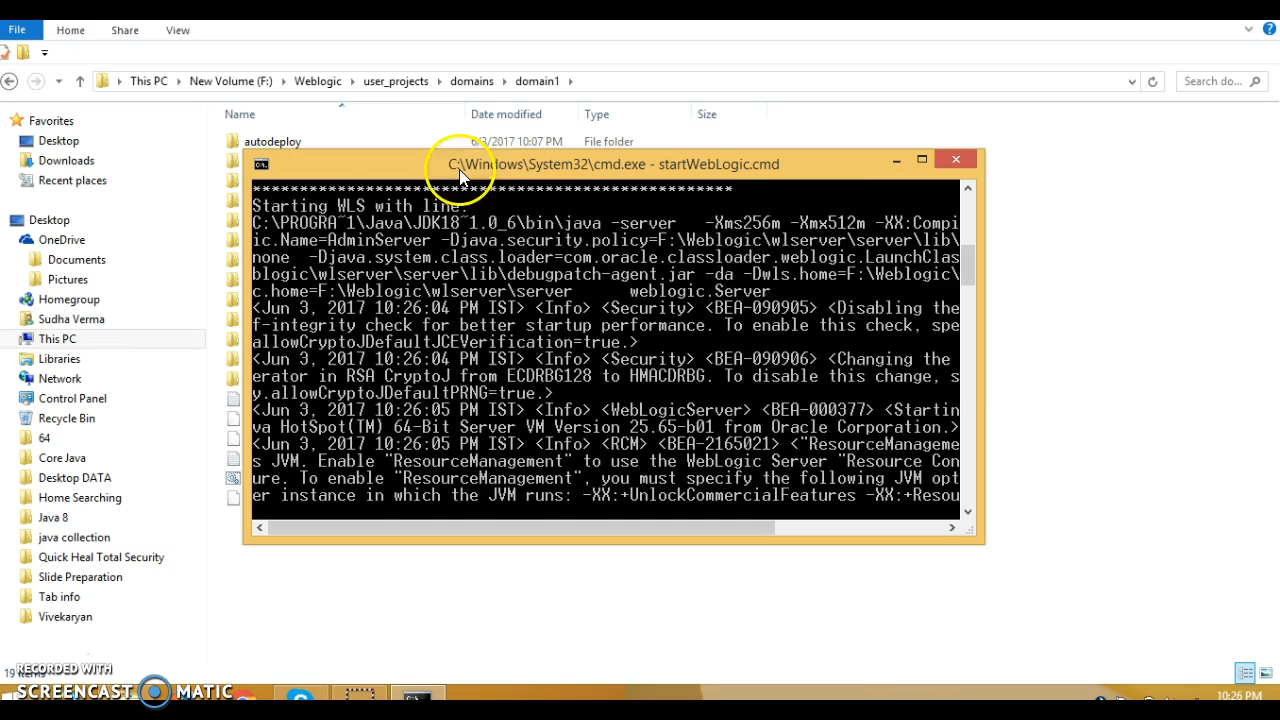 File Home Share View
This PC New Volume (F:) Weblogic user_projects domains domain1
Search do...
Name Date modified Type Size
autodeploy 6/3/2017 10:07 PM File folder
Favorites
Desktop
Downloads
Recent places
Desktop
OneDrive
Documents
Pictures
Homegroup
Sudha Verma
This PC
Libraries
Network
Control Panel
Recycle Bin
64
Core Java
Desktop DATA
Home Searching
Java 8
java collection
Quick Heal Total Security
Slide Preparation
Tab info
Vivekaryan
C:\Windows\System32\cmd.exe - startWebLogic.cmd
***************************************************
Starting WLS with line:
C:\PROGRA~1\Java\JDK18~1.0_6\bin\java -server -Xms256m -Xmx512m -XX:Compi
ic.Name=AdminServer -Djava.security.policy=F:\Weblogic\wlserver\server\lib\
none -Djava.system.class.loader=com.oracle.classloader.weblogic.LaunchClas
blogic\wlserver\server\lib\debugpatch-agent.jar -da -Dwls.home=F:\Weblogic\
c.home=F:\Weblogic\wlserver\server weblogic.Server
<Jun 3, 2017 10:26:04 PM IST> <Info> <Security> <BEA-090905> <Disabling the
f-integrity check for better startup performance. To enable this check, spe
allowCryptoJDefaultJCEVerification=true.>
<Jun 3, 2017 10:26:04 PM IST> <Info> <Security> <BEA-090906> <Changing the
erator in RSA CryptoJ from ECDRBG128 to HMACDRBG. To disable this change, s
y.allowCryptoJDefaultPRNG=true.>
<Jun 3, 2017 10:26:05 PM IST> <Info> <WebLogicServer> <BEA-000377> <Startin
va HotSpot(TM) 64-Bit Server VM Version 25.65-b01 from Oracle Corporation.>
<Jun 3, 2017 10:26:05 PM IST> <Info> <RCM> <BEA-2165021> <"ResourceManageme
s JVM. Enable "ResourceManagement" to use the WebLogic Server "Resource Con
ure. To enable "ResourceManagement", you must specify the following JVM opt
er instance in which the JVM runs: -XX:+UnlockCommercialFeatures -XX:+Resou
19 items
RECORDED WITH
SCREENCAST MATIC
10:26 PM